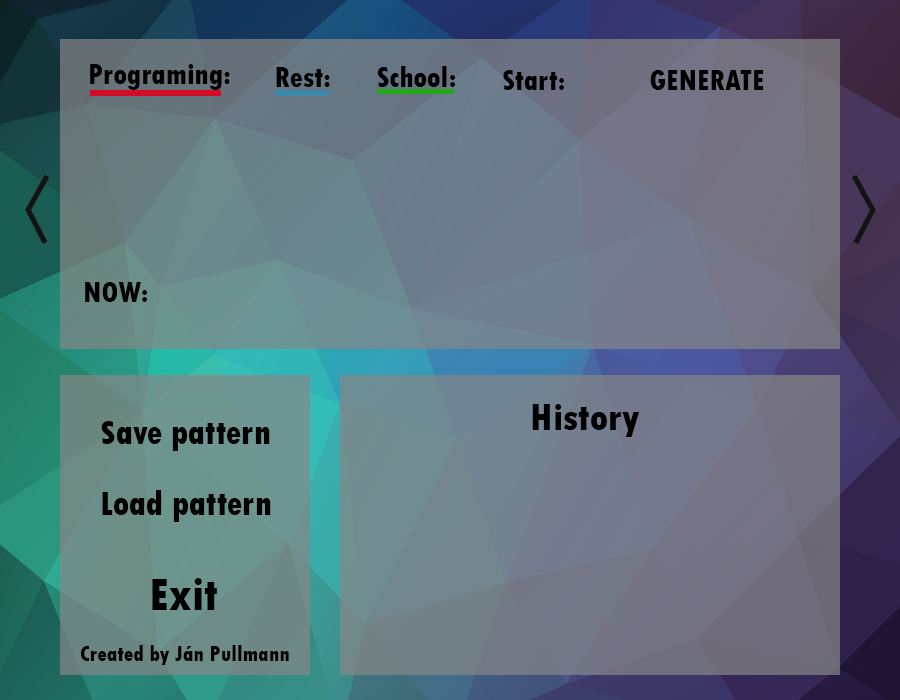 Programing: Rest: School: Start: GENERATE
NOW:
Save pattern
Load pattern
Exit
Created by Ján Pullmann
History